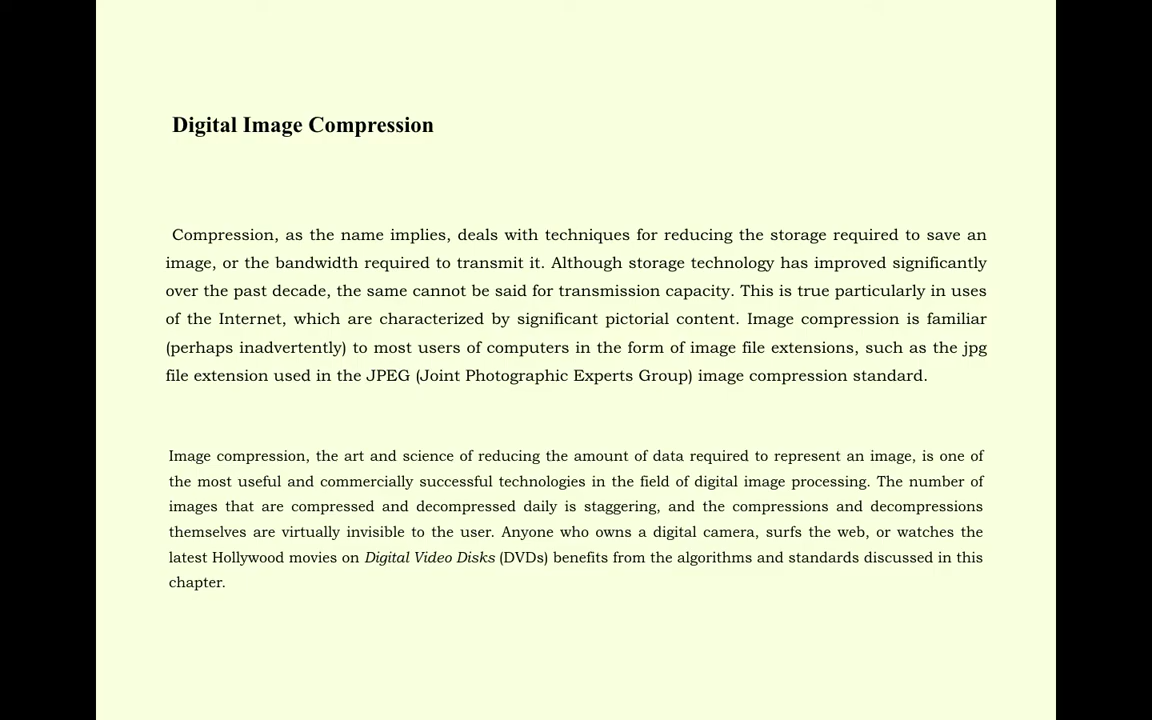 Digital Image Compression
Compression, as the name implies, deals with techniques for reducing the storage required to save an
image, or the bandwidth required to transmit it. Although storage technology has improved significantly
over the past decade, the same cannot be said for transmission capacity. This is true particularly in uses
of the Internet, which are characterized by significant pictorial content. Image compression is familiar
(perhaps inadvertently) to most users of computers in the form of image file extensions, such as the jpg
file extension used in the JPEG (Joint Photographic Experts Group) image compression standard.
Image compression, the art and science of reducing the amount of data required to represent an image, is one of
the most useful and commercially successful technologies in the field of digital image processing. The number of
images that are compressed and decompressed daily is staggering, and the compressions and decompressions
themselves are virtually invisible to the user. Anyone who owns a digital camera, surfs the web, or watches the
latest Hollywood movies on Digital Video Disks (DVDs) benefits from the algorithms and standards discussed in this
chapter.